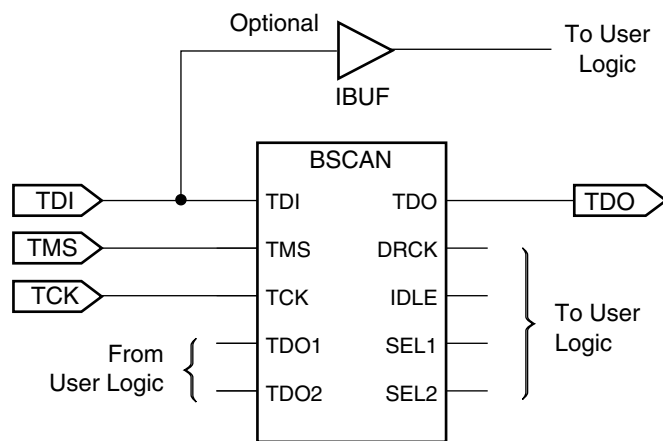 Optional
To User
Logic
IBUF
BSCAN
TDI
TDI
TDO
TDO
TMS
TMS
DRCK
TCK
TCK
IDLE
To User
Logic
From
User Logic
TDO1
SEL1
TDO2
SEL2